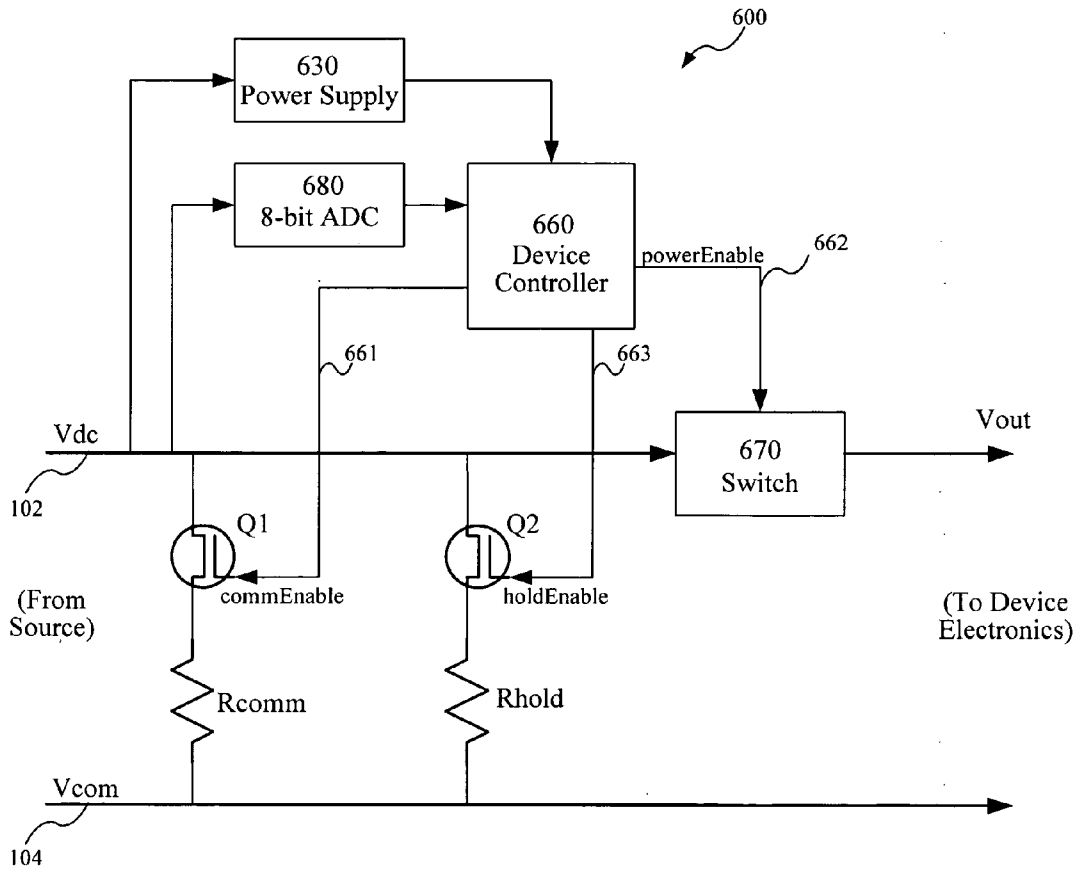 600
630
Power Supply
680
8-bit ADC
660
Device
Controller
powerEnable
662
661
663
Vdc
670
Switch
Vout
102
Q1
Q2
commEnable
holdEnable
(From
Source)
(To Device
Electronics)
Rcomm
Rhold
Vcom
104